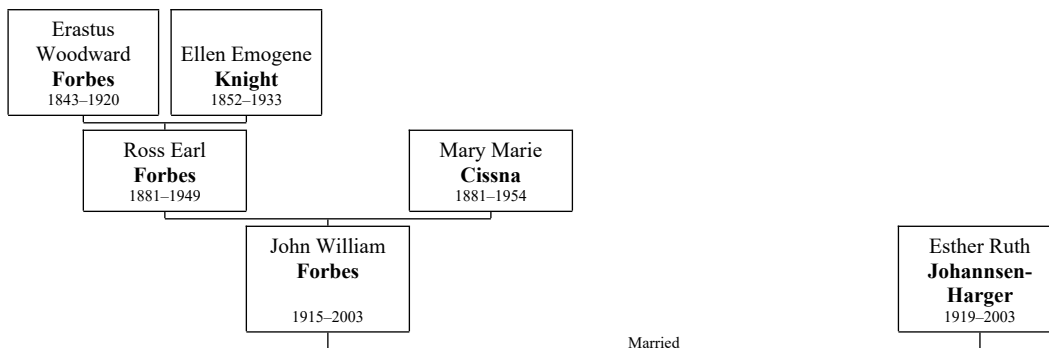 Erastus
Woodward
Forbes
1843–1920
Ellen Emogene
Knight
1852–1933
Ross Earl
Forbes
1881–1949
Mary Marie
Cissna
1881–1954
John William
Forbes
1915–2003
Esther Ruth
Johannsen-
Harger
1919–2003
Married